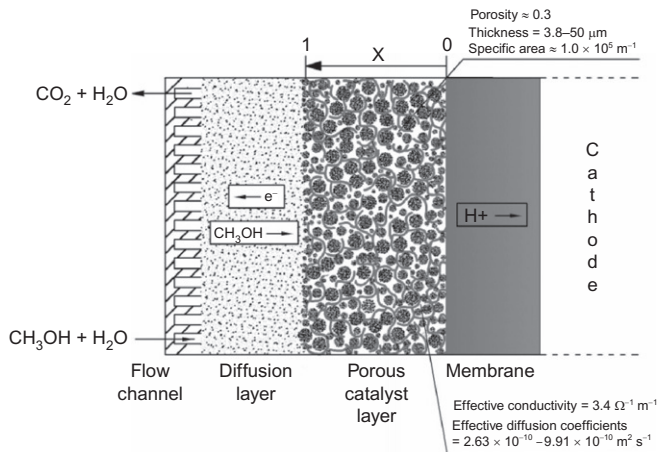 Porosity ≈ 0.3
Thickness = 3.8–50 μm
Specific area ≈ 1.0 × 10⁵ m⁻¹
1
X
0
CO₂ + H₂O
e⁻
CH₃OH
H+
Cathode
CH₃OH + H₂O
Flow
channel
Diffusion
layer
Porous
catalyst
layer
Membrane
Effective conductivity = 3.4 Ω⁻¹ m⁻¹
Effective diffusion coefficients
= 2.63 × 10⁻¹⁰ –9.91 × 10⁻¹⁰ m² s⁻¹